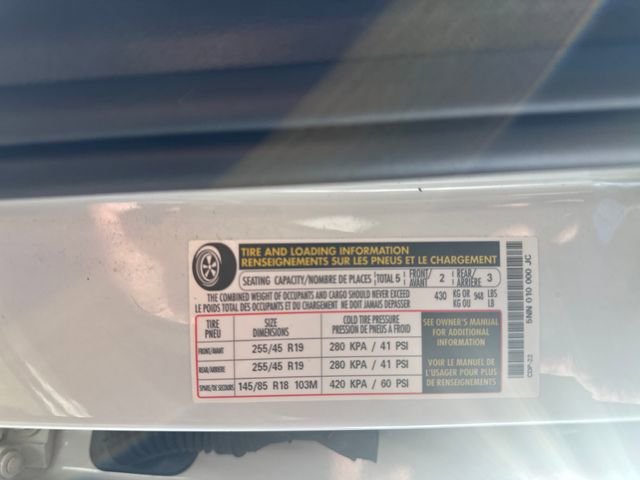 TIRE AND LOADING INFORMATION
RENSEIGNEMENTS SUR LES PNEUS ET LE CHARGEMENT
SEATING CAPACITY/NOMBRE DE PLACES TOTAL 5 FRONT/AVANT 2 REAR/ARRIÈRE 3
THE COMBINED WEIGHT OF OCCUPANTS AND CARGO SHOULD NEVER EXCEED 430 KG OR 948 LBS
LE POIDS TOTAL DES OCCUPANTS ET DU CHARGEMENT NE DOIT JAMAIS DÉPASSER KG OU LB
TIRE SIZE COLD TIRE PRESSURE
PNEU DIMENSIONS PRESSION DE PNEUS A FROID
FRONT/AVANT 255/45 R19 280 KPA / 41 PSI
REAR/ARRIÈRE 255/45 R19 280 KPA / 41 PSI
SPARE/DE SECOURS 145/85 R18 103M 420 KPA / 60 PSI
SEE OWNER'S MANUAL
FOR ADDITIONAL
INFORMATION
VOIR LE MANUEL DE
L'USAGER POUR PLUS
DE RENSEIGNEMENTS
5NN 010 000 JC
CDP-22